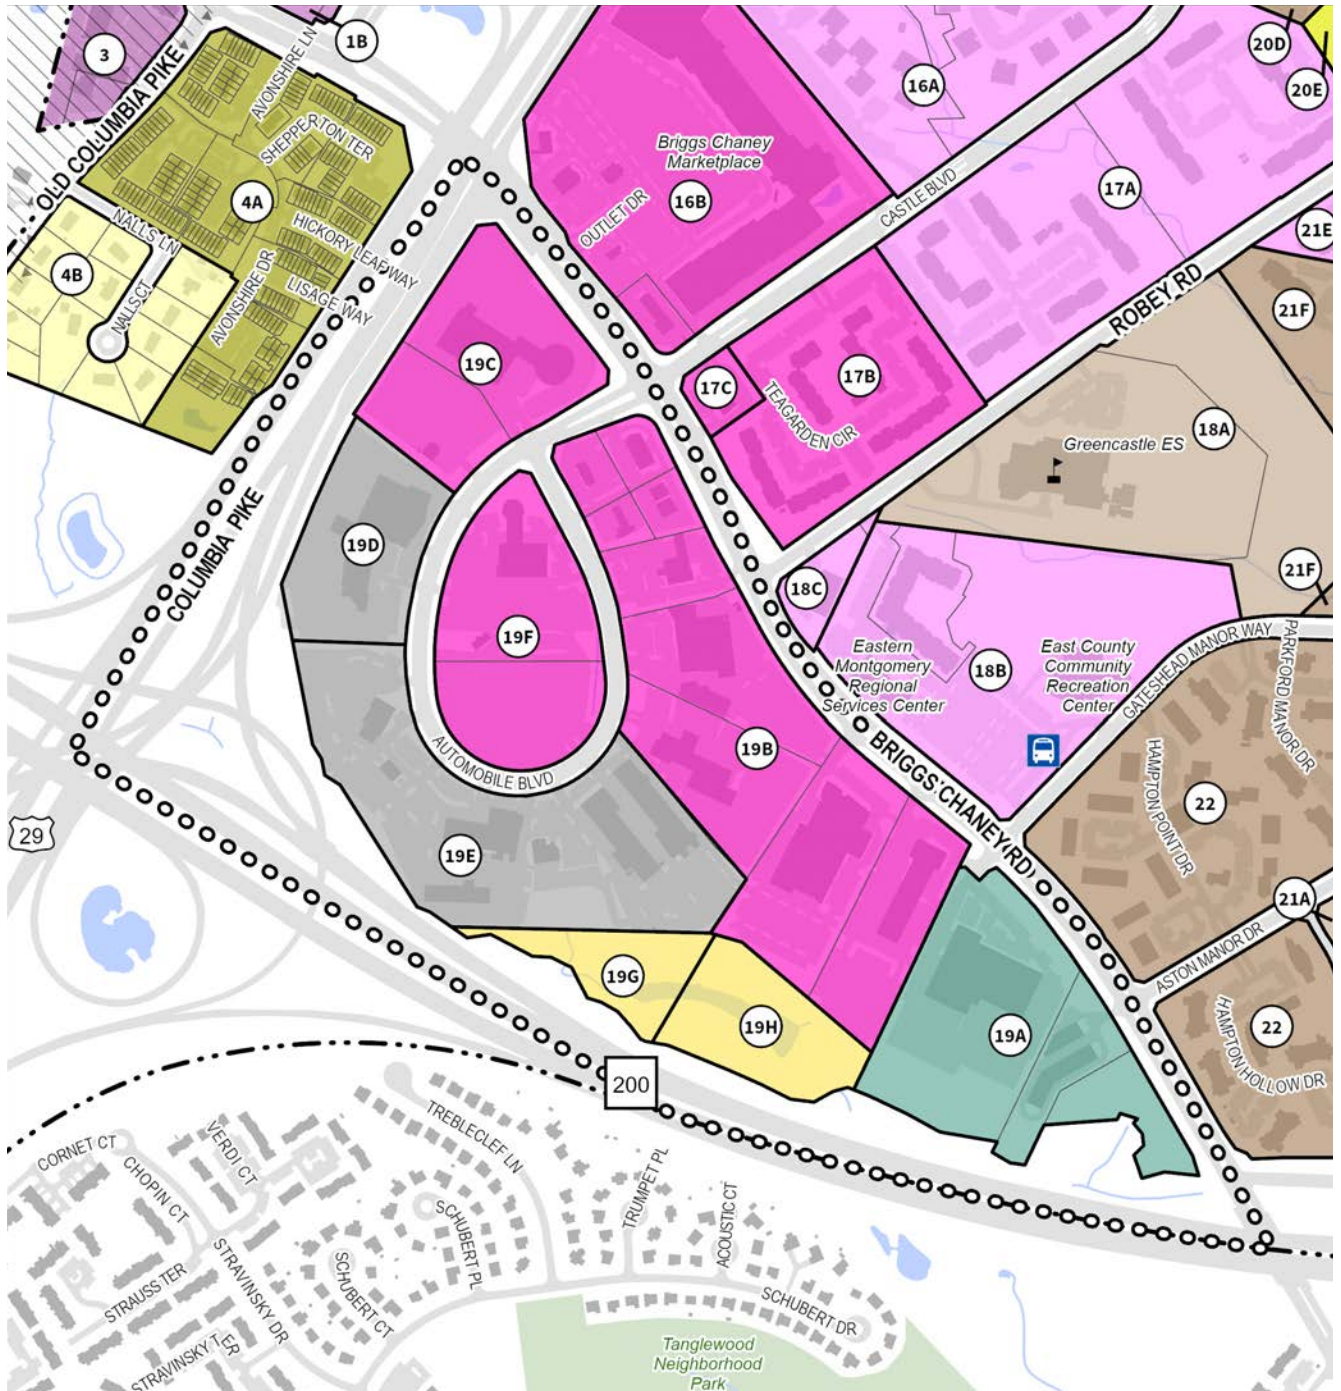 3
1B
20D
20E
16A
OLD COLUMBIA PIKE
AVONSHIRE LN
SHEPPERTON TER
Briggs Chaney
Marketplace
16B
CASTLE BLVD
17A
4A
NALLS LN
HICKORY LEAF WAY
OUTLET DR
21E
4B
NALLS CT
AVONSHIRE DR
LISAGE WAY
ROBEY RD
21F
19C
17C
17B
TEAGARDEN CIR
18A
Greencastle ES
COLUMBIA PIKE
19D
18C
21F
19F
Eastern
Montgomery
Regional
Services Center
18B
East County
Community
Recreation
Center
GATESHEAD MANOR WAY
PARKFORD MANOR DR
AUTOMOBILE BLVD
19B
BRIGGS CHANEY RD
HAMPTON POINT DR
22
29
19E
21A
ASTON MANOR DR
19G
19H
19A
22
HAMPTON HOLLOW DR
200
CORNET CT
CHOPIN CT
VERDI CT
TREBLECLEF LN
TRUMPET PL
ACOUSTIC CT
SCHUBERT PL
SCHUBERT CT
STRAUSS TER
STRAVINSKY DR
SCHUBERT DR
STRAVINSKY TER
Tanglewood
Neighborhood
Park